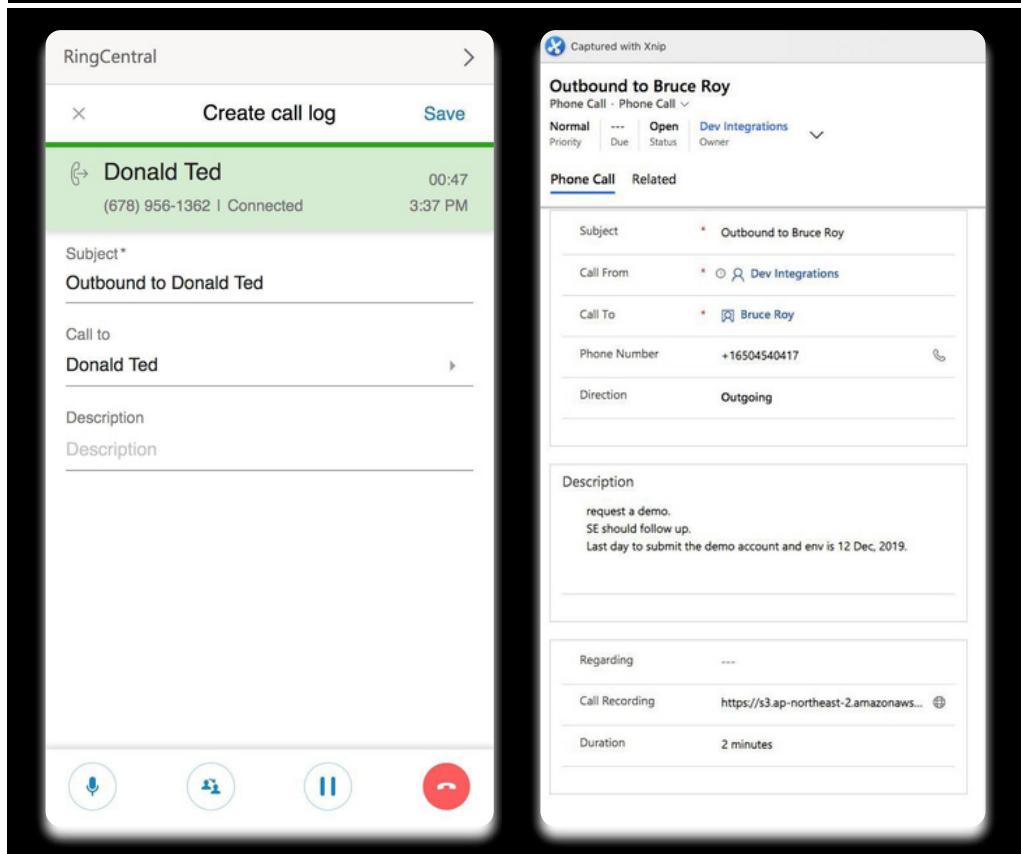 RingCentral
Create call log
Save
Donald Ted
00:47
(678) 956-1362 | Connected
3:37 PM
Subject*
Outbound to Donald Ted
Call to
Donald Ted
Description
Description
Captured with Xnip
Outbound to Bruce Roy
Phone Call · Phone Call
Normal
---
Open
Dev Integrations
Priority
Due
Status
Owner
Phone Call
Related
Subject
*
Outbound to Bruce Roy
Call From
*
Dev Integrations
Call To
*
Bruce Roy
Phone Number
+16504540417
Direction
Outgoing
Description
request a demo.
SE should follow up.
Last day to submit the demo account and env is 12 Dec, 2019.
Regarding
---
Call Recording
https://s3.ap-northeast-2.amazonaws...
Duration
2 minutes